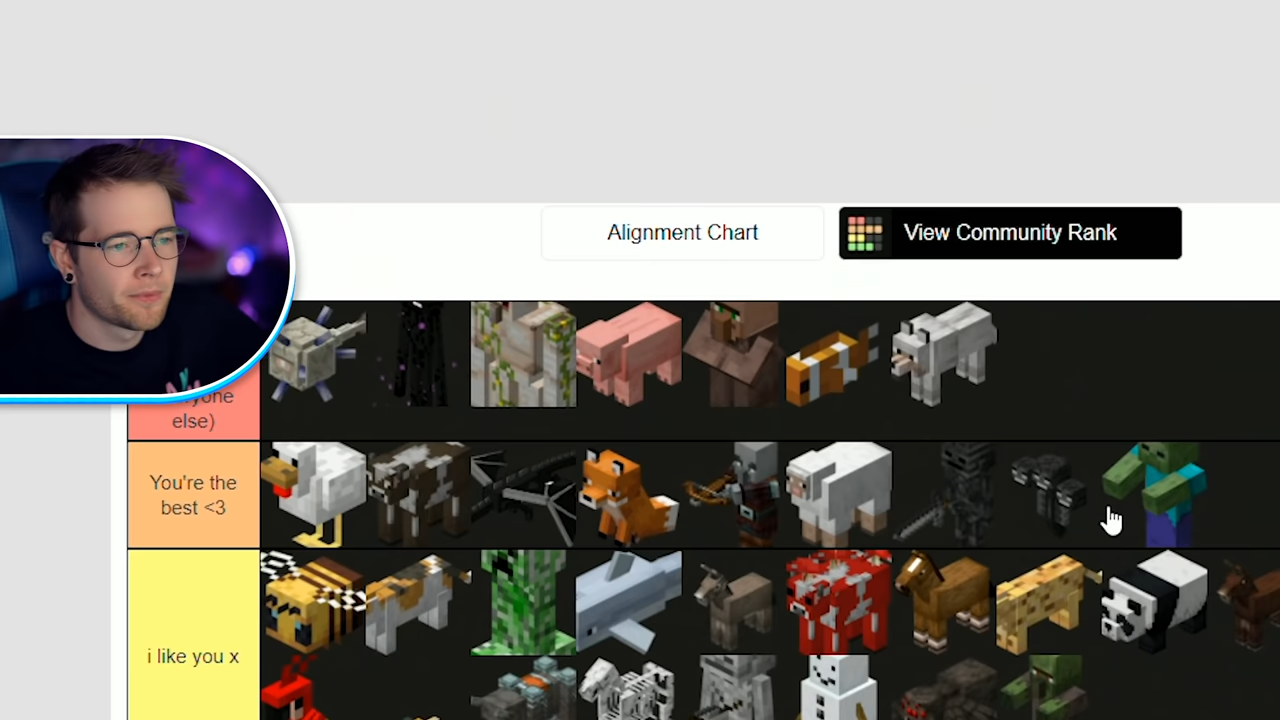 Alignment Chart
View Community Rank
else)
You're the
best <3
i like you x